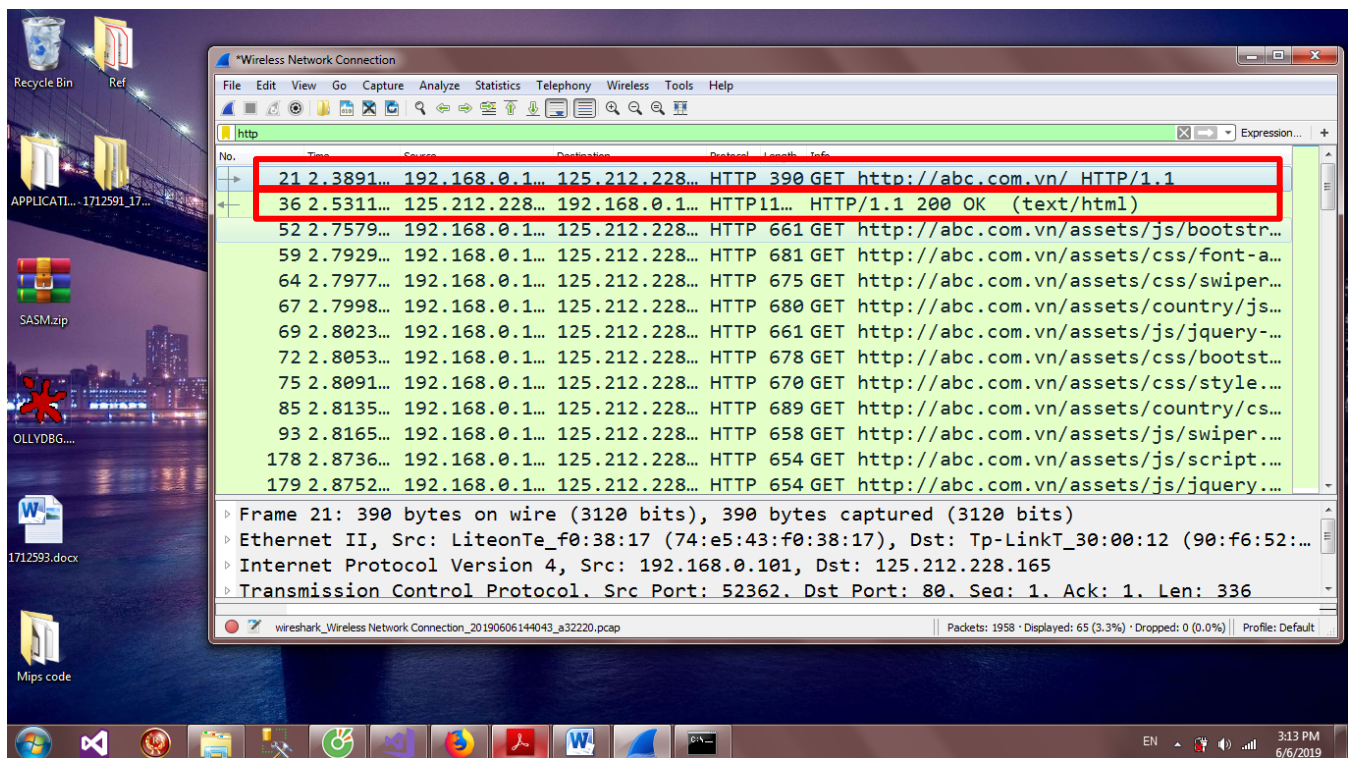 Recycle Bin
Ref
APPLICATI...
1712591_17...
SASM.zip
OLLYDBG....
1712593.docx
Mips code
*Wireless Network Connection
File Edit View Go Capture Analyze Statistics Telephony Wireless Tools Help
http
Expression... +
No. Time Source Destination Protocol Length Info
21 2.3891… 192.168.0.1… 125.212.228… HTTP 390 GET http://abc.com.vn/ HTTP/1.1
36 2.5311… 125.212.228… 192.168.0.1… HTTP 11… HTTP/1.1 200 OK (text/html)
52 2.7579… 192.168.0.1… 125.212.228… HTTP 661 GET http://abc.com.vn/assets/js/bootstr…
59 2.7929… 192.168.0.1… 125.212.228… HTTP 681 GET http://abc.com.vn/assets/css/font-a…
64 2.7977… 192.168.0.1… 125.212.228… HTTP 675 GET http://abc.com.vn/assets/css/swiper…
67 2.7998… 192.168.0.1… 125.212.228… HTTP 680 GET http://abc.com.vn/assets/country/js…
69 2.8023… 192.168.0.1… 125.212.228… HTTP 661 GET http://abc.com.vn/assets/js/jquery-…
72 2.8053… 192.168.0.1… 125.212.228… HTTP 678 GET http://abc.com.vn/assets/css/bootst…
75 2.8091… 192.168.0.1… 125.212.228… HTTP 670 GET http://abc.com.vn/assets/css/style.…
85 2.8135… 192.168.0.1… 125.212.228… HTTP 689 GET http://abc.com.vn/assets/country/cs…
93 2.8165… 192.168.0.1… 125.212.228… HTTP 658 GET http://abc.com.vn/assets/js/swiper.…
178 2.8736… 192.168.0.1… 125.212.228… HTTP 654 GET http://abc.com.vn/assets/js/script.…
179 2.8752… 192.168.0.1… 125.212.228… HTTP 654 GET http://abc.com.vn/assets/js/jquery.…
Frame 21: 390 bytes on wire (3120 bits), 390 bytes captured (3120 bits)
Ethernet II, Src: LiteonTe_f0:38:17 (74:e5:43:f0:38:17), Dst: Tp-LinkT_30:00:12 (90:f6:52:…
Internet Protocol Version 4, Src: 192.168.0.101, Dst: 125.212.228.165
Transmission Control Protocol, Src Port: 52362, Dst Port: 80, Seq: 1, Ack: 1, Len: 336
wireshark_Wireless Network Connection_20190606144043_a32220.pcap
Packets: 1958 · Displayed: 65 (3.3%) · Dropped: 0 (0.0%)
Profile: Default
EN
3:13 PM
6/6/2019